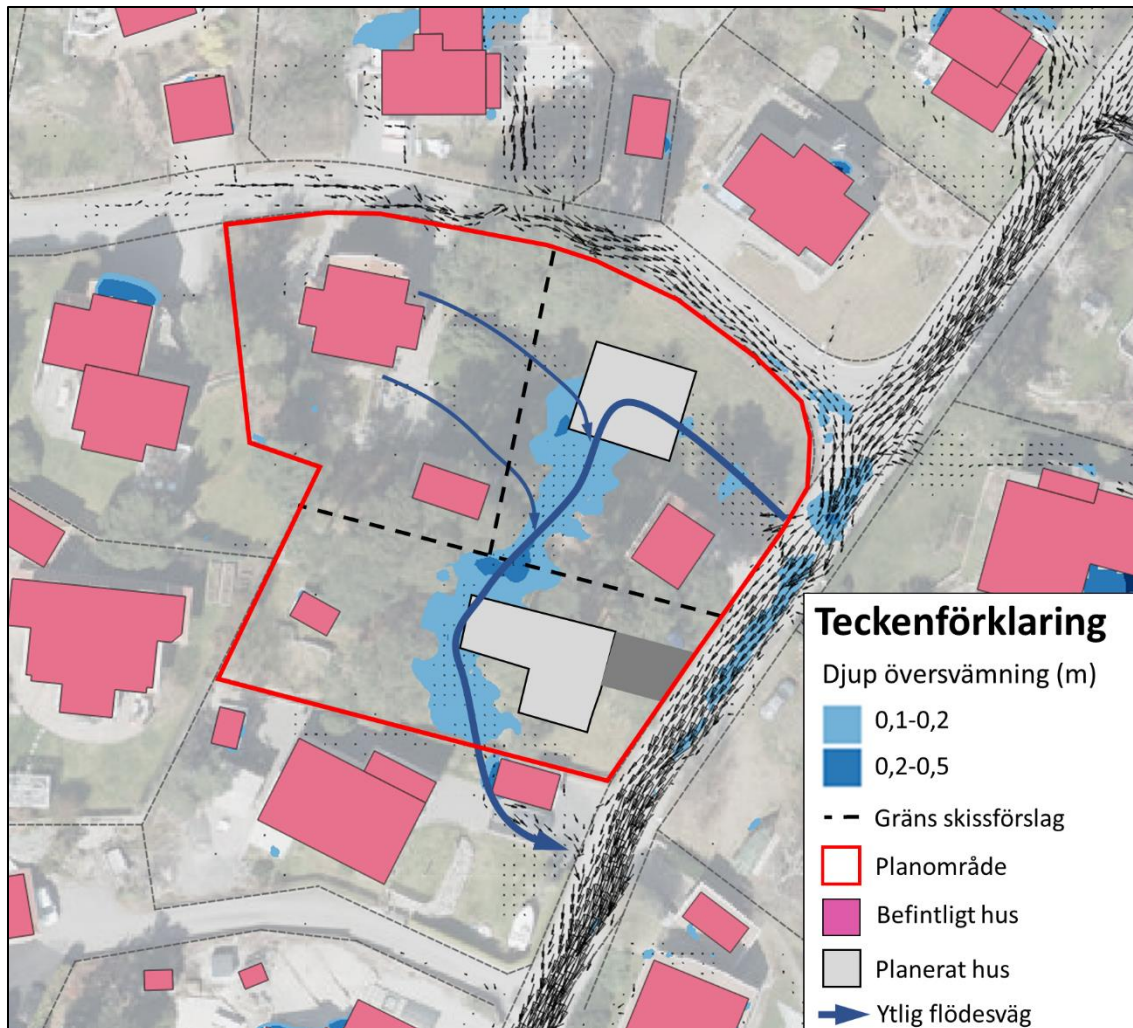 Teckenförklaring
Djup översvämning (m)
0,1-0,2
0,2-0,5
Gräns skissförslag
Planområde
Befintligt hus
Planerat hus
Ytlig flödesväg